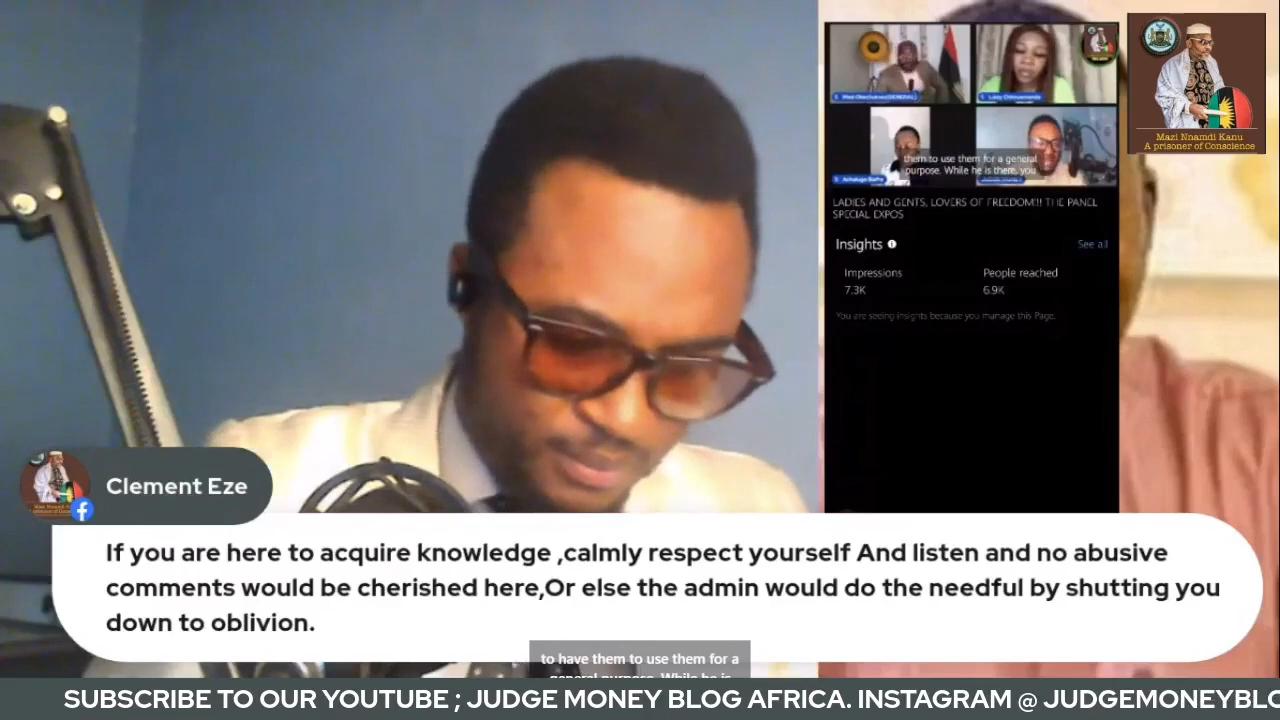 Mazi Nnamdi Kanu
A prisoner of Conscience
them to use them for a general
purpose. While he is there, you
LADIES AND GENTS, LOVERS OF FREEDOM!!! THE PANEL
SPECIAL EXPOS
Insights
See all
Impressions
People reached
7.3K
6.9K
You are seeing insights because you manage this Page.
Clement Eze
If you are here to acquire knowledge ,calmly respect yourself And listen and no abusive
comments would be cherished here,Or else the admin would do the needful by shutting you
down to oblivion.
to have them to use them for a
general purpose. While he is
SUBSCRIBE TO OUR YOUTUBE ; JUDGE MONEY BLOG AFRICA. INSTAGRAM @ JUDGEMONEYBLO